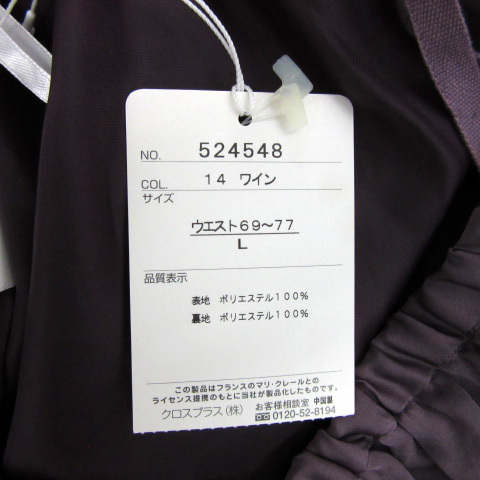 NO. 524548
COL. 14 ワイン
サイズ
ウエスト69～77
L
品質表示
表地 ポリエステル100%
裏地 ポリエステル100%
この製品はフランスのマリ・クレールとの
ライセンス提携のもとに当社が製品化したものです。
クロスプラス(株) お客様相談室 中国製
0120-52-8194